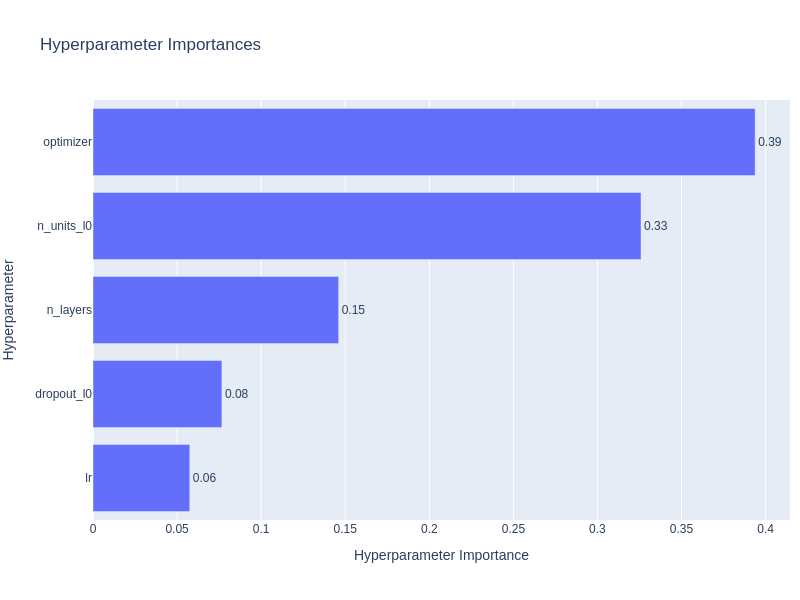 Hyperparameter Importances
Hyperparameter
optimizer
0.39
n_units_l0
0.33
n_layers
0.15
dropout_l0
0.08
lr
0.06
0
0.05
0.1
0.15
0.2
0.25
0.3
0.35
0.4
Hyperparameter Importance